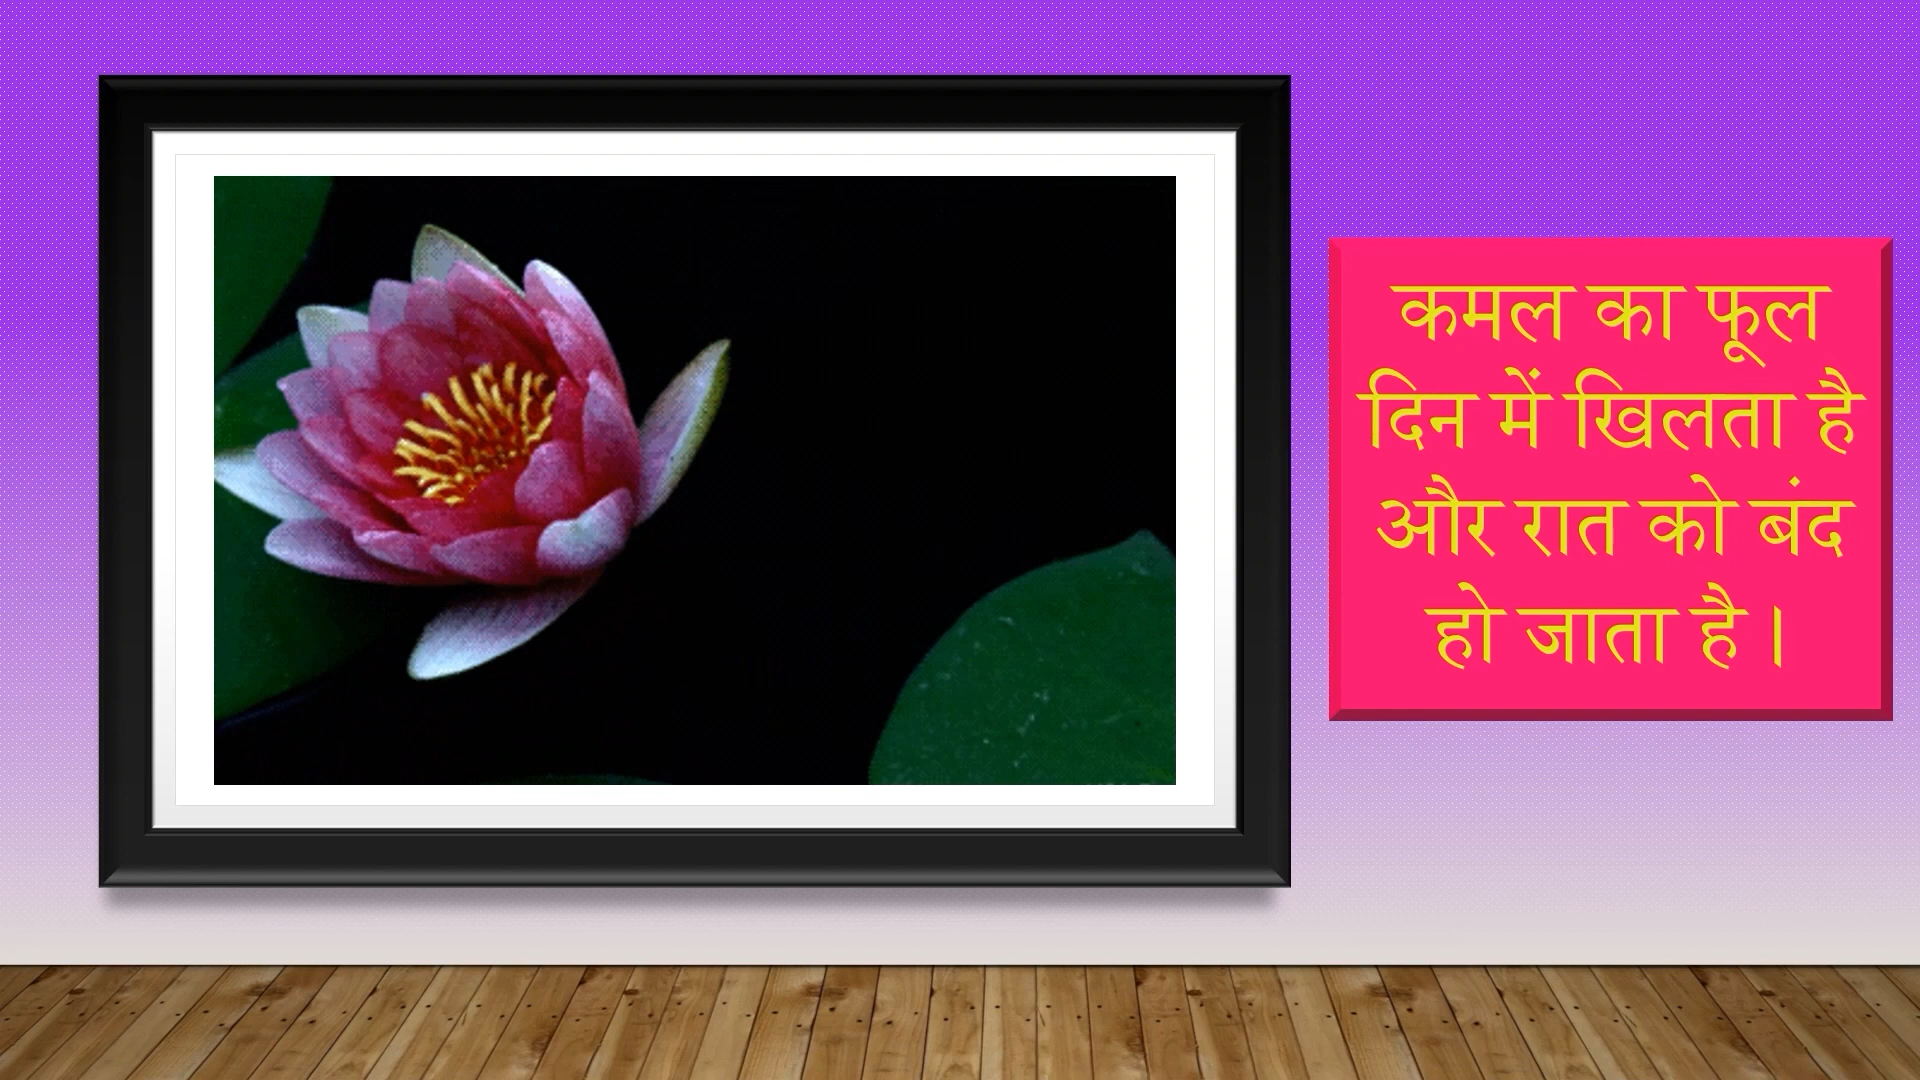 कमल का फूल
दिन में खिलता है
और रात को बंद
हो जाता है।